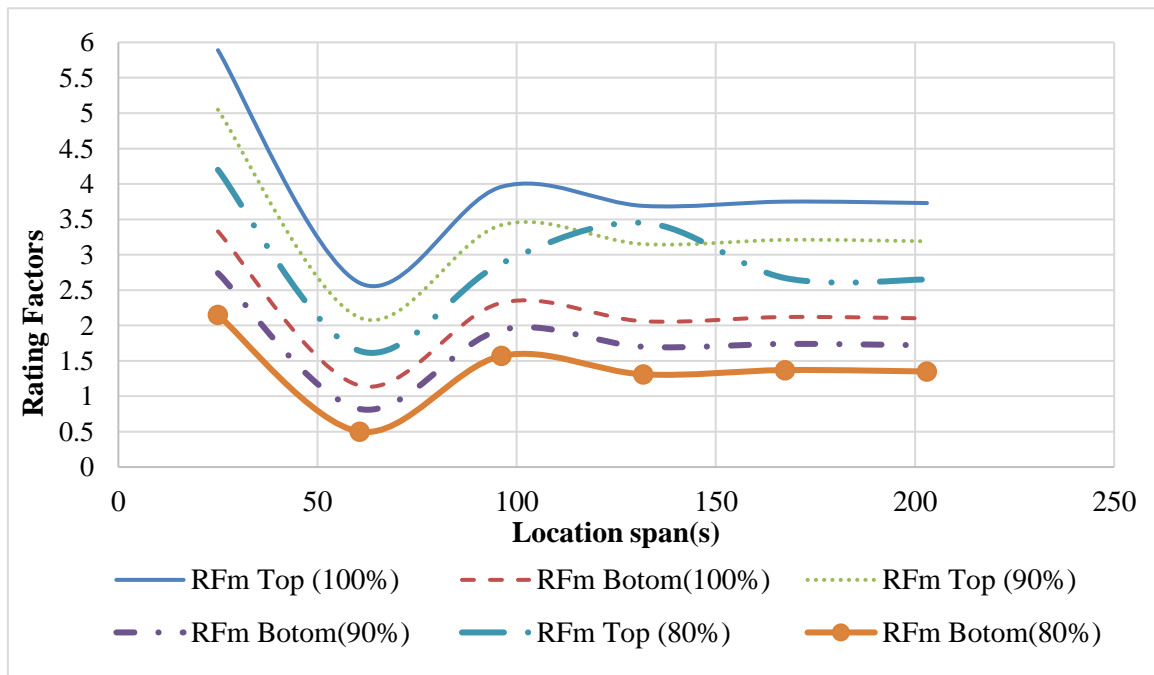 6
5.5
5
4.5
4
3.5
3
2.5
2
1.5
1
0.5
0
Rating Factors
0 50 100 150 200 250
Location span(s)
RFm Top (100%) RFm Botom(100%) RFm Top (90%)
RFm Botom(90%) RFm Top (80%) RFm Botom(80%)